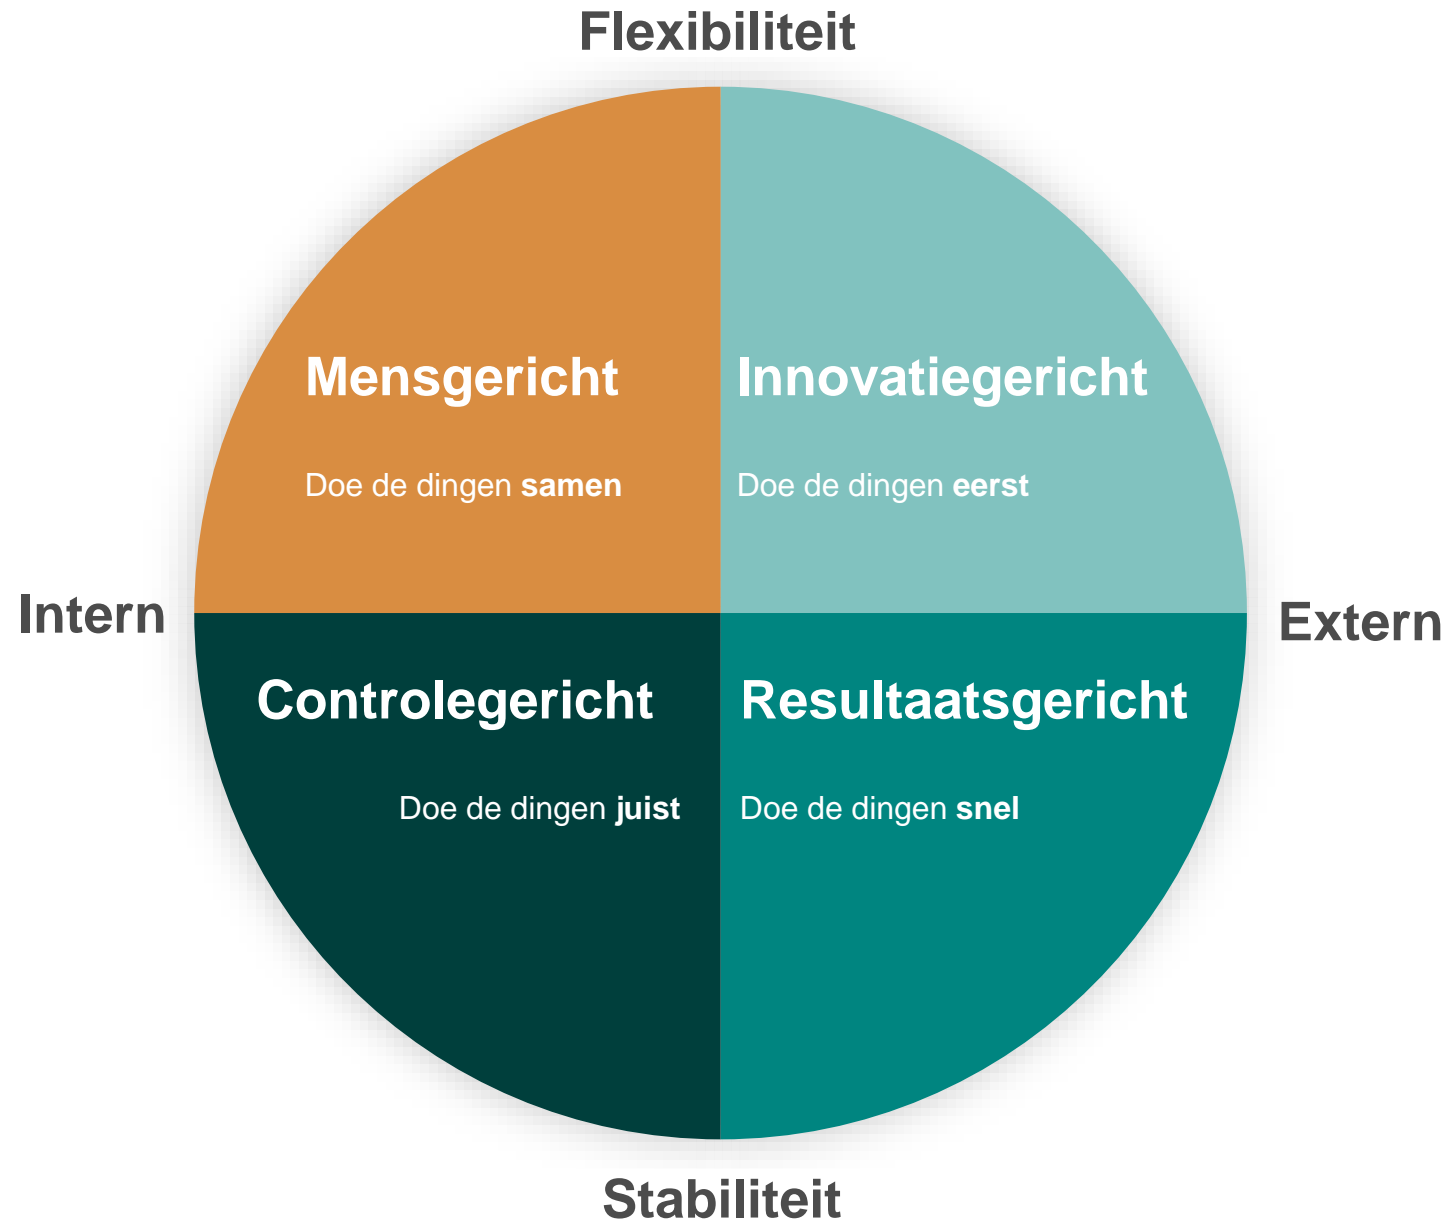 Flexibiliteit
Mensgericht
Doe de dingen samen
Innovatiegericht
Doe de dingen eerst
Intern
Extern
Controlegericht
Doe de dingen juist
Resultaatsgericht
Doe de dingen snel
Stabiliteit